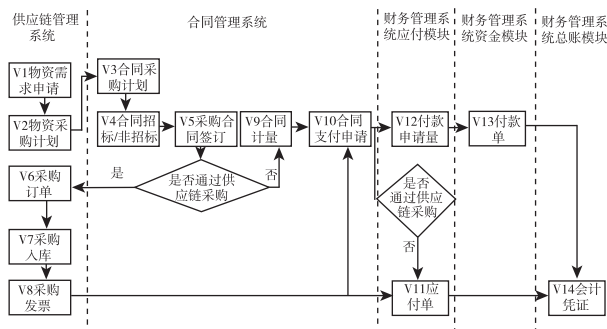 供应链管理
系统
合同管理系统
财务管理系
统应付模块
财务管理系
统资金模块
财务管理系
统总账模块
V1物资需
求申请
V2物资采
购计划
V3合同采
购计划
V4合同招
标/非招标
V5采购合
同签订
V9合同
计量
V10合同
支付申请
V12付款
申请量
V13付款
单
是
是否通过供
应链采购
否
是否
通过供应
链采购
否
V6采购
订单
V7采购
入库
V8采购
发票
V11应
付单
V14会计
凭证